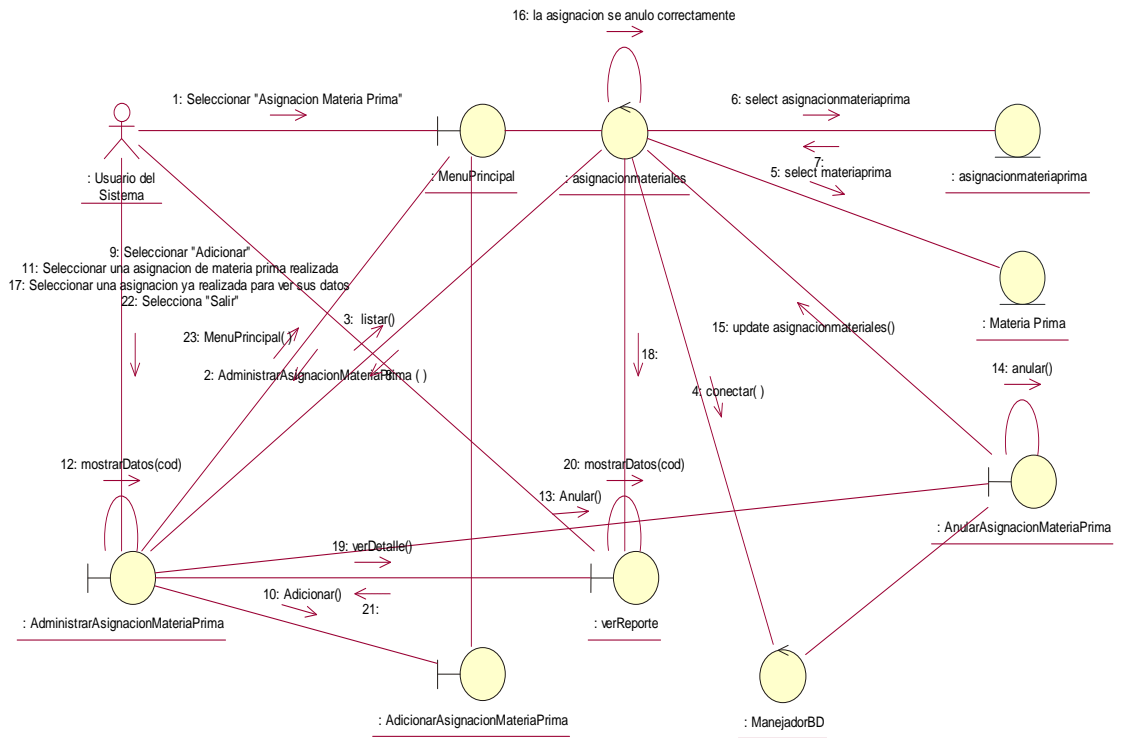 16: la asignacion se anulo correctamente
1: Seleccionar "Asignacion Materia Prima"
6: select asignacionmateriaprima
7:
5: select materiaprima
: Usuario del
Sistema
: MenuPrincipal
: asignacionmateriales
: asignacionmateriaprima
9: Seleccionar "Adicionar"
11: Seleccionar una asignacion de materia prima realizada
17: Seleccionar una asignacion ya realizada para ver sus datos
22: Selecciona "Salir"
: Materia Prima
3: listar()
23: MenuPrincipal( )
15: update asignacionmateriales()
18:
14: anular()
2: AdministrarAsignacionMateriaPrima ( )
8:
4: conectar( )
12: mostrarDatos(cod)
20: mostrarDatos(cod)
13: Anular()
: AnularAsignacionMateriaPrima
19: verDetalle()
10: Adicionar()
21:
: AdministrarAsignacionMateriaPrima
: verReporte
: AdicionarAsignacionMateriaPrima
: ManejadorBD